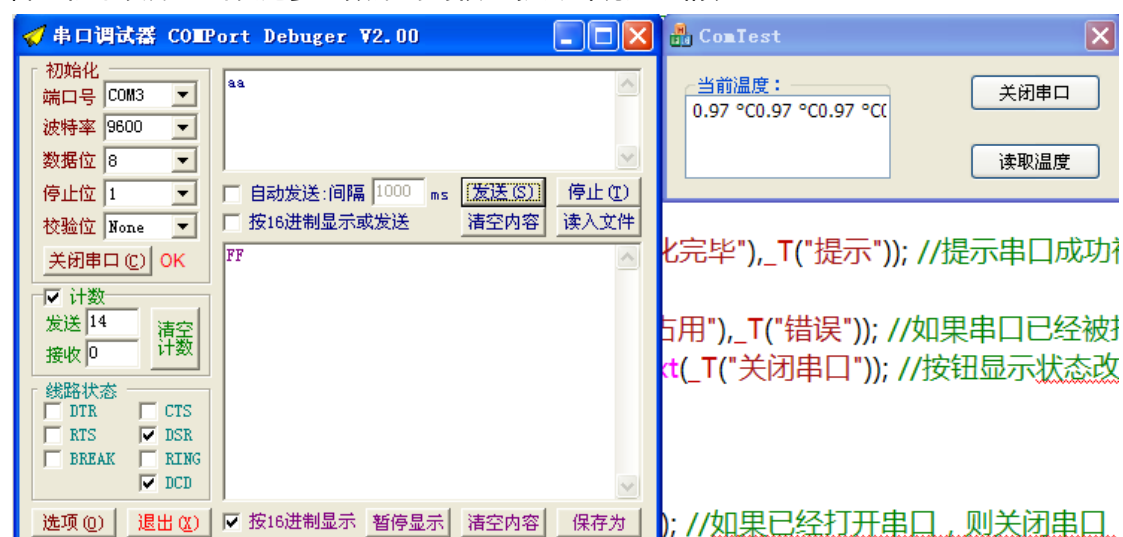 串口调试器 COMPort Debuger V2.00
初始化
端口号 COM3
波特率 9600
数据位 8
停止位 1
校验位 None
关闭串口(C) OK
计数
发送 14
接收 0
清空
计数
线路状态
DTR CTS
RTS DSR
BREAK RING
DCD
选项(O) 退出(X)
aa
自动发送:间隔 1000 ms 发送(S) 停止(T)
按16进制显示或发送 清空内容 读入文件
FF
按16进制显示 暂停显示 清空内容 保存为
ComTest
当前温度：
0.97 °C0.97 °C0.97 °C
关闭串口
读取温度
化完毕"),_T("提示")); //提示串口成功
占用"),_T("错误")); //如果串口已经被
xt(_T("关闭串口")); //按钮显示状态改
); //如果已经打开串口，则关闭串口